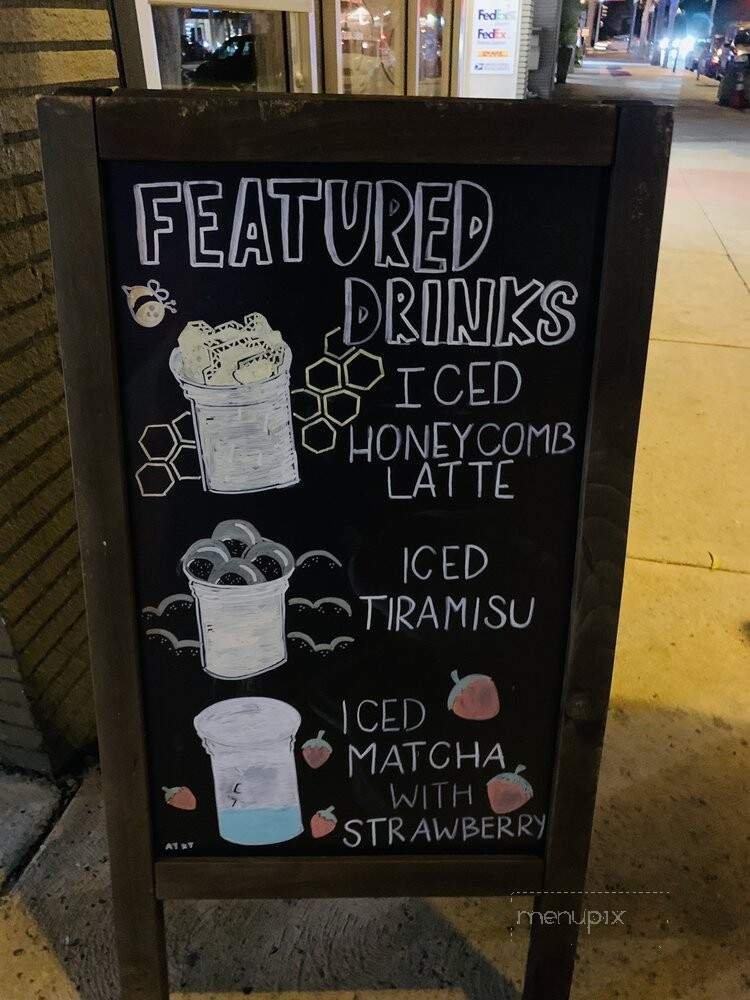 FedEx
FedEx
FEATURED
DRINKS
ICED
HONEYCOMB
LATTE
ICED
TIRAMISU
ICED
MATCHA
WITH
STRAWBERRY
menupix